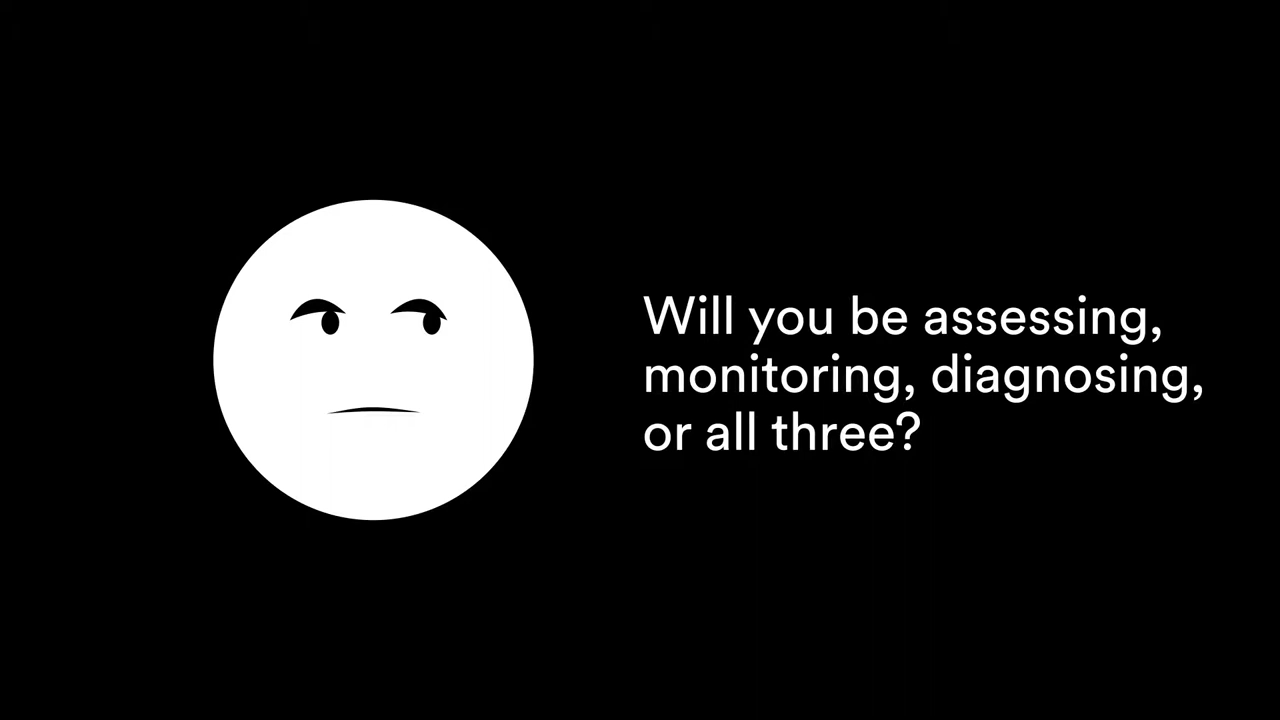 Will you be assessing,
monitoring, diagnosing,
or all three?